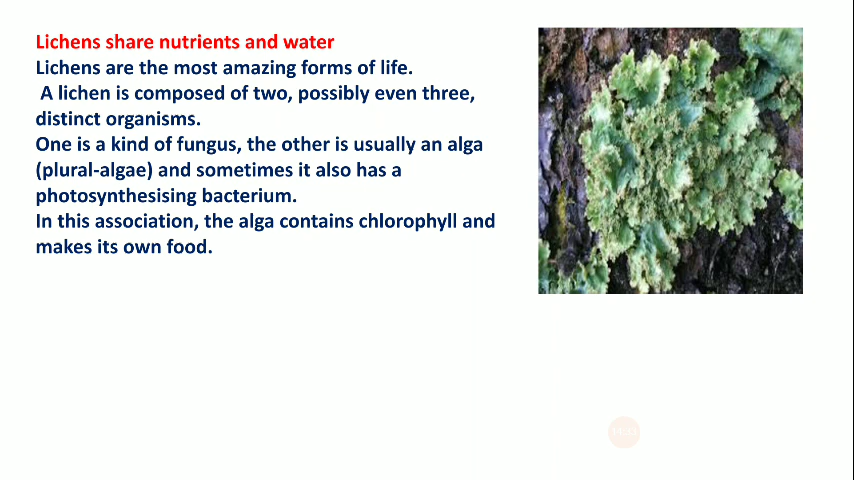 Lichens share nutrients and water
Lichens are the most amazing forms of life.
A lichen is composed of two, possibly even three,
distinct organisms.
One is a kind of fungus, the other is usually an alga
(plural-algae) and sometimes it also has a
photosynthesising bacterium.
In this association, the alga contains chlorophyll and
makes its own food.